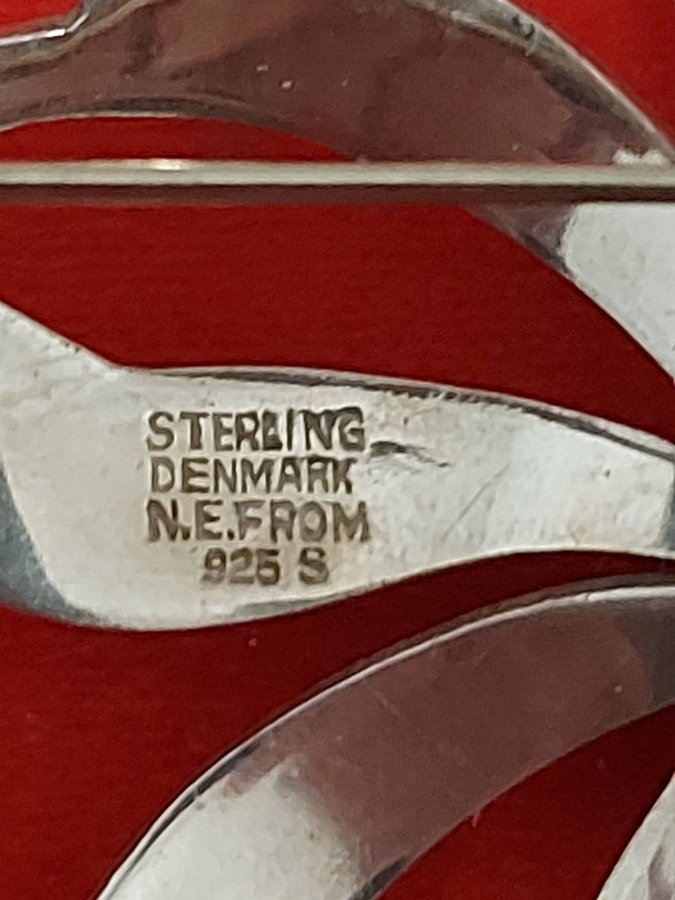 STERLING
DENMARK
N.E.FROM
925 S